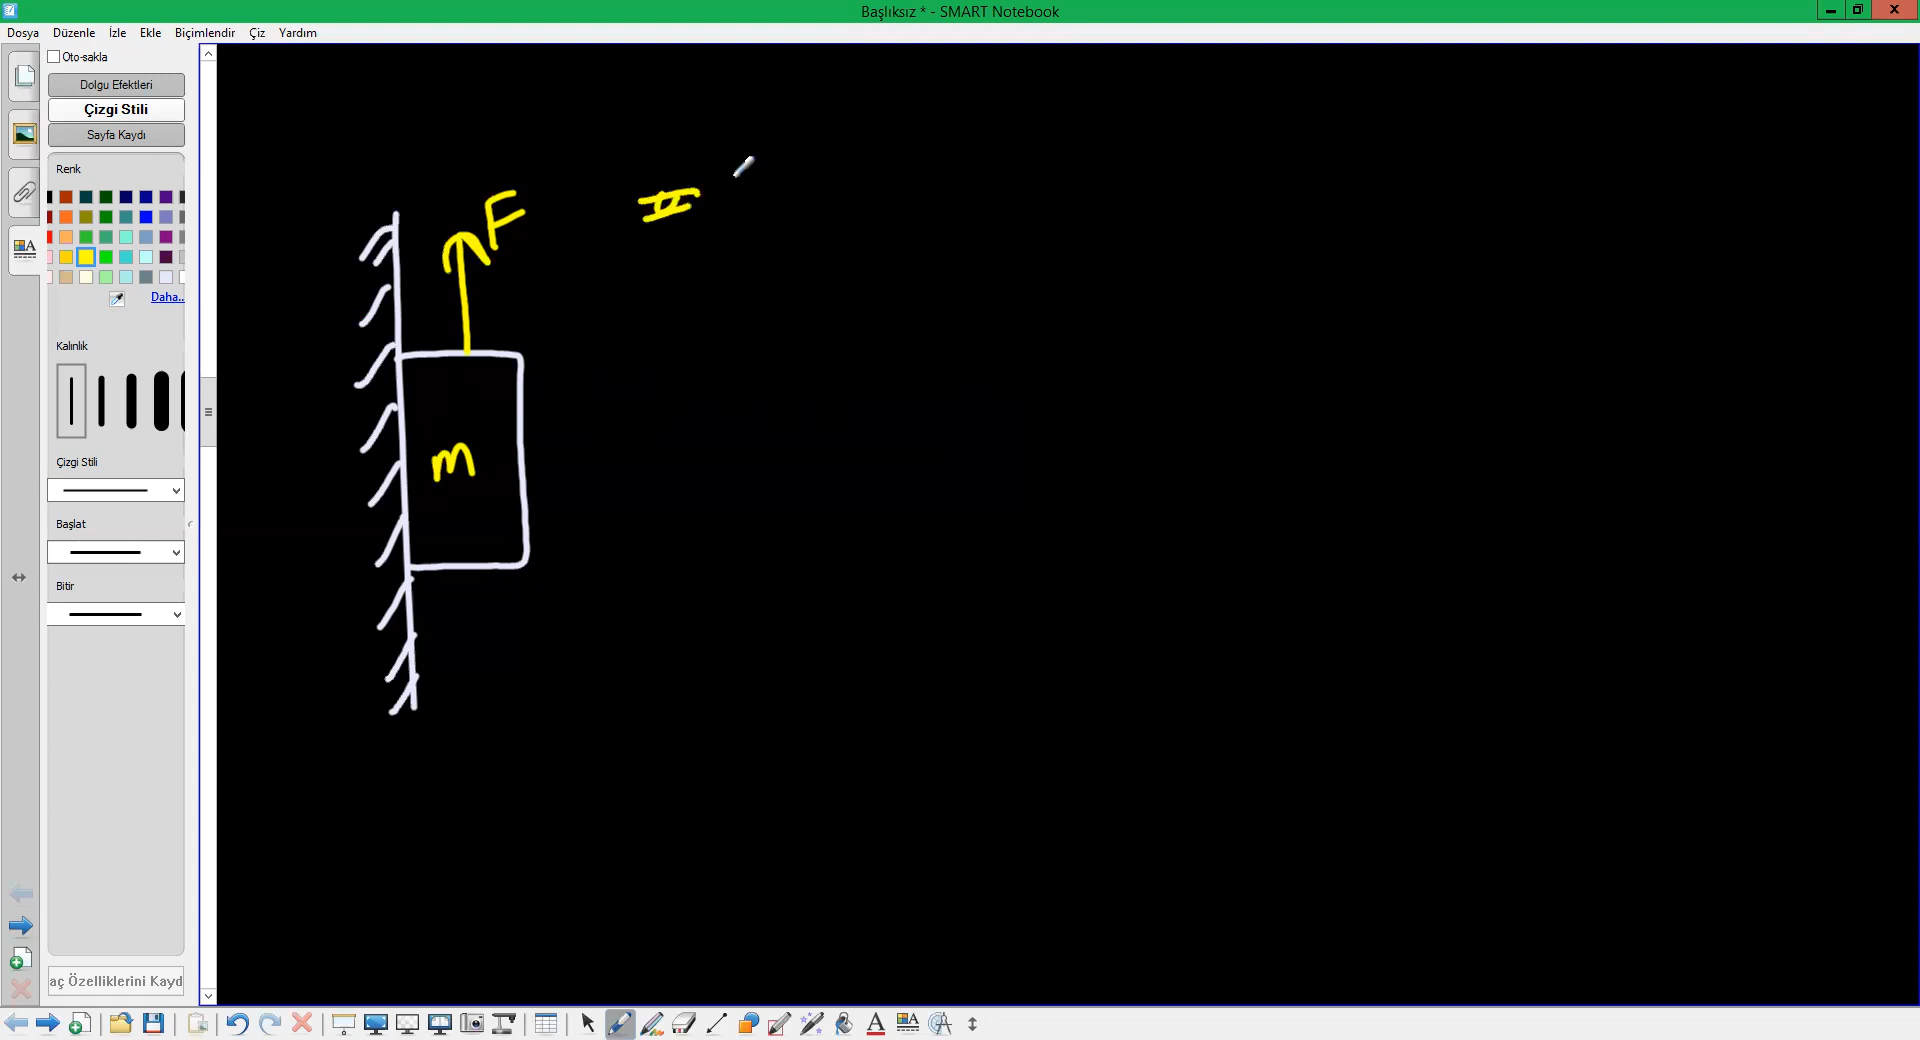 Başlıksız * - SMART Notebook
Dosya Düzenle İzle Ekle Biçimlendir Çiz Yardım
Oto-sakla
Dolgu Efektleri
Çizgi Stili
Sayfa Kaydı
Renk
Daha..
Kalınlık
Çizgi Stili
Başlat
Bitir
aç Özelliklerini Kayd
F
II
m